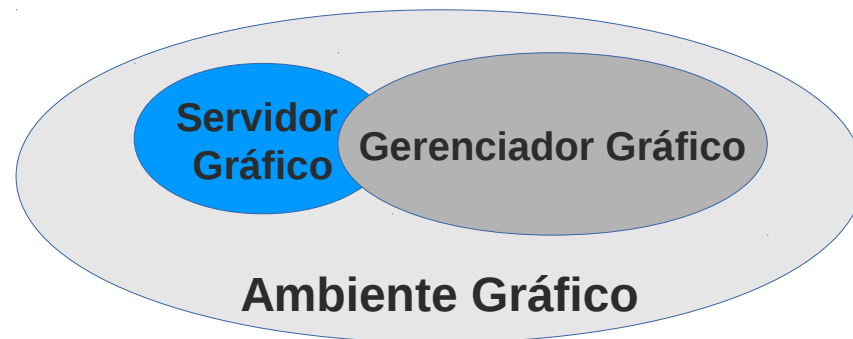 Servidor
Gráfico
Gerenciador Gráfico
Ambiente Gráfico